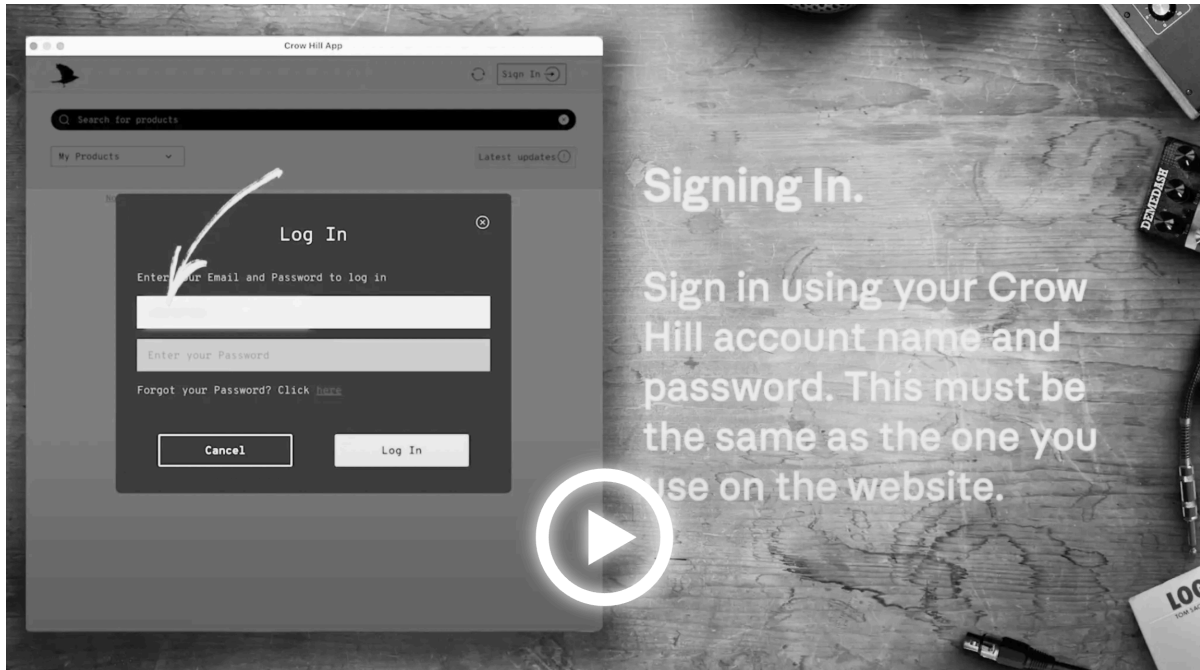 Crow Hill App
Sign In
Search for products
My Products
Latest updates
Log In
Enter your Email and Password to log in
Enter your Password
Forgot your Password? Click here
Cancel
Log In
Signing In.
Sign in using your Crow
Hill account name and
password. This must be
the same as the one you
use on the website.
DEMEDASH